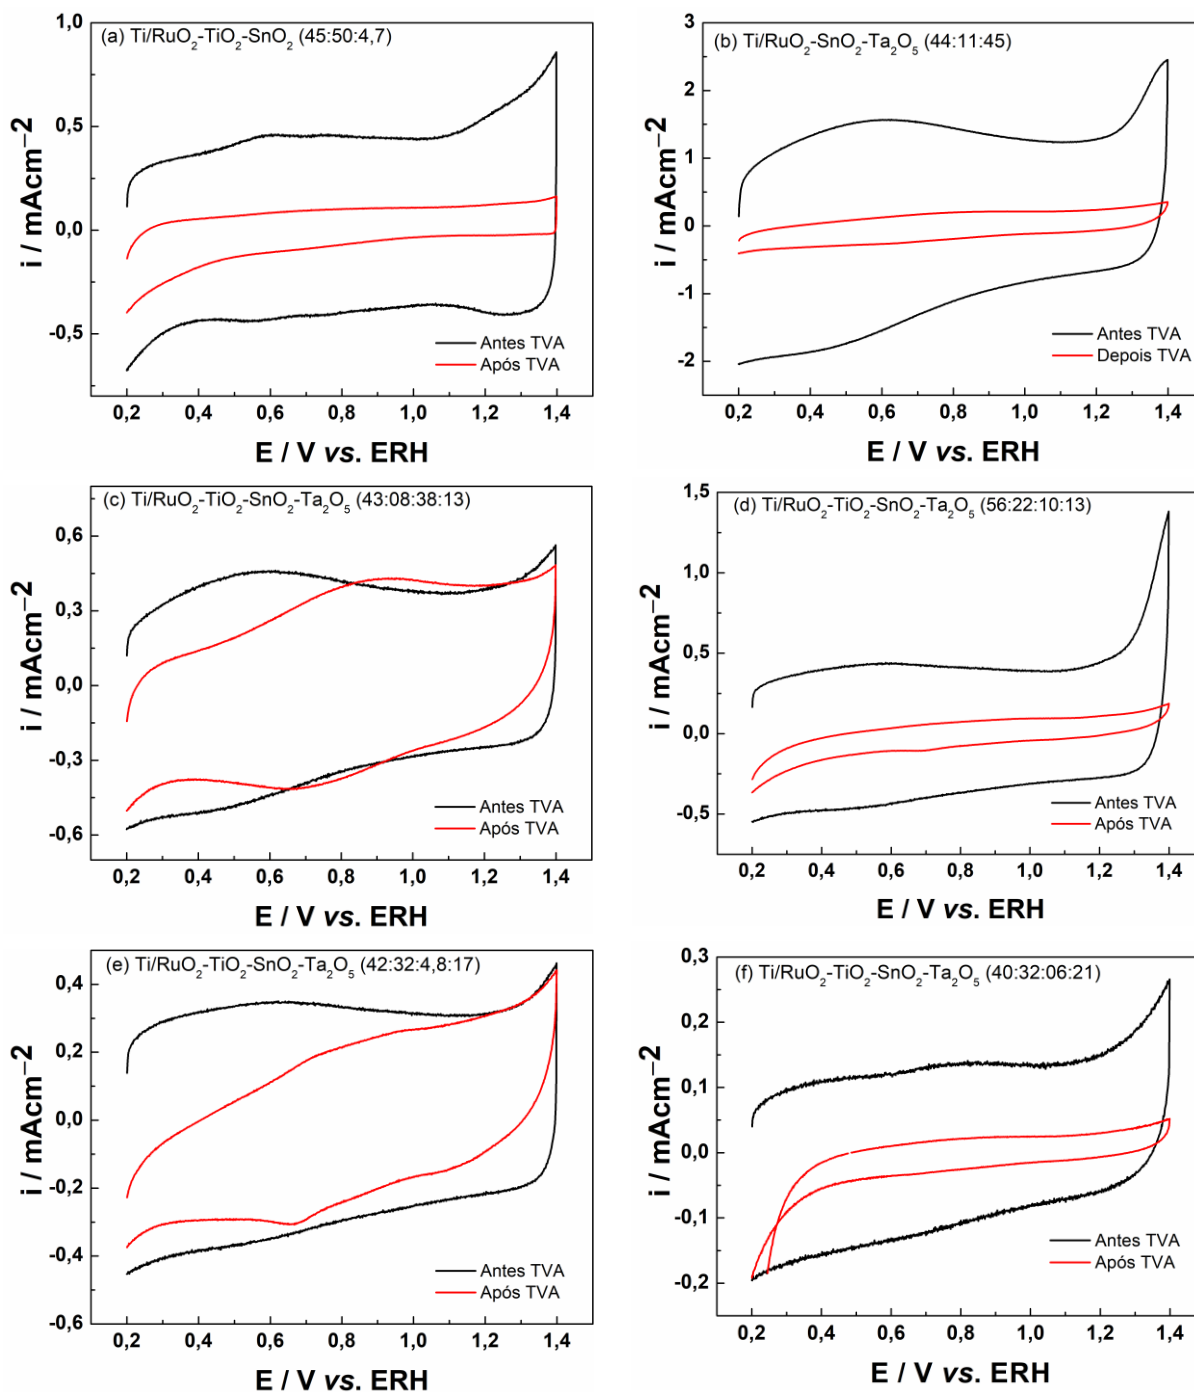 (a) Ti/RuO₂-TiO₂-SnO₂ (45:50:4,7)
1,0
0,5
0,0
-0,5
i / mAcm⁻²
Antes TVA
Após TVA
0,2 0,4 0,6 0,8 1,0 1,2 1,4
E / V vs. ERH
(b) Ti/RuO₂-SnO₂-Ta₂O₅ (44:11:45)
3
2
1
0
-1
-2
i / mAcm⁻²
Antes TVA
Depois TVA
0,2 0,4 0,6 0,8 1,0 1,2 1,4
E / V vs. ERH
(c) Ti/RuO₂-TiO₂-SnO₂-Ta₂O₅ (43:08:38:13)
0,6
0,3
0,0
-0,3
-0,6
i / mAcm⁻²
Antes TVA
Após TVA
0,2 0,4 0,6 0,8 1,0 1,2 1,4
E / V vs. ERH
(d) Ti/RuO₂-TiO₂-SnO₂-Ta₂O₅ (56:22:10:13)
1,5
1,0
0,5
0,0
-0,5
i / mAcm⁻²
Antes TVA
Após TVA
0,2 0,4 0,6 0,8 1,0 1,2 1,4
E / V vs. ERH
(e) Ti/RuO₂-TiO₂-SnO₂-Ta₂O₅ (42:32:4,8:17)
0,4
0,2
0,0
-0,2
-0,4
-0,6
i / mAcm⁻²
Antes TVA
Após TVA
0,2 0,4 0,6 0,8 1,0 1,2 1,4
E / V vs. ERH
(f) Ti/RuO₂-TiO₂-SnO₂-Ta₂O₅ (40:32:06:21)
0,3
0,2
0,1
0,0
-0,1
-0,2
i / mAcm⁻²
Antes TVA
Após TVA
0,2 0,4 0,6 0,8 1,0 1,2 1,4
E / V vs. ERH